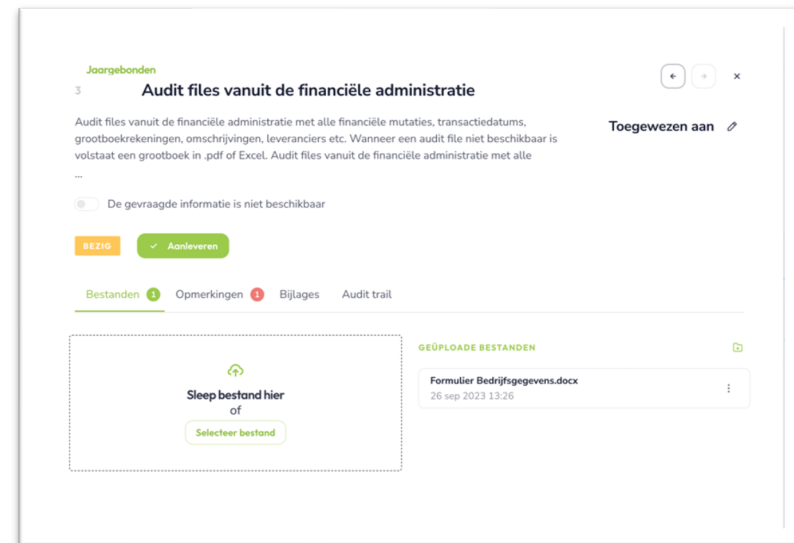 Jaargebonden
3 Audit files vanuit de financiële administratie
Audit files vanuit de financiële administratie met alle financiële mutaties, transactiedatums,
grootboekrekeningen, omschrijvingen, leveranciers etc. Wanneer een audit file niet beschikbaar is
volstaat een grootboek in .pdf of Excel. Audit files vanuit de financiële administratie met alle
...
Toegewezen aan
De gevraagde informatie is niet beschikbaar
BEZIG Aanleveren
Bestanden 1 Opmerkingen 1 Bijlages Audit trail
Sleep bestand hier
of
Selecteer bestand
GEÜPLOADE BESTANDEN
Formulier Bedrijfsgegevens.docx
26 sep 2023 13:26